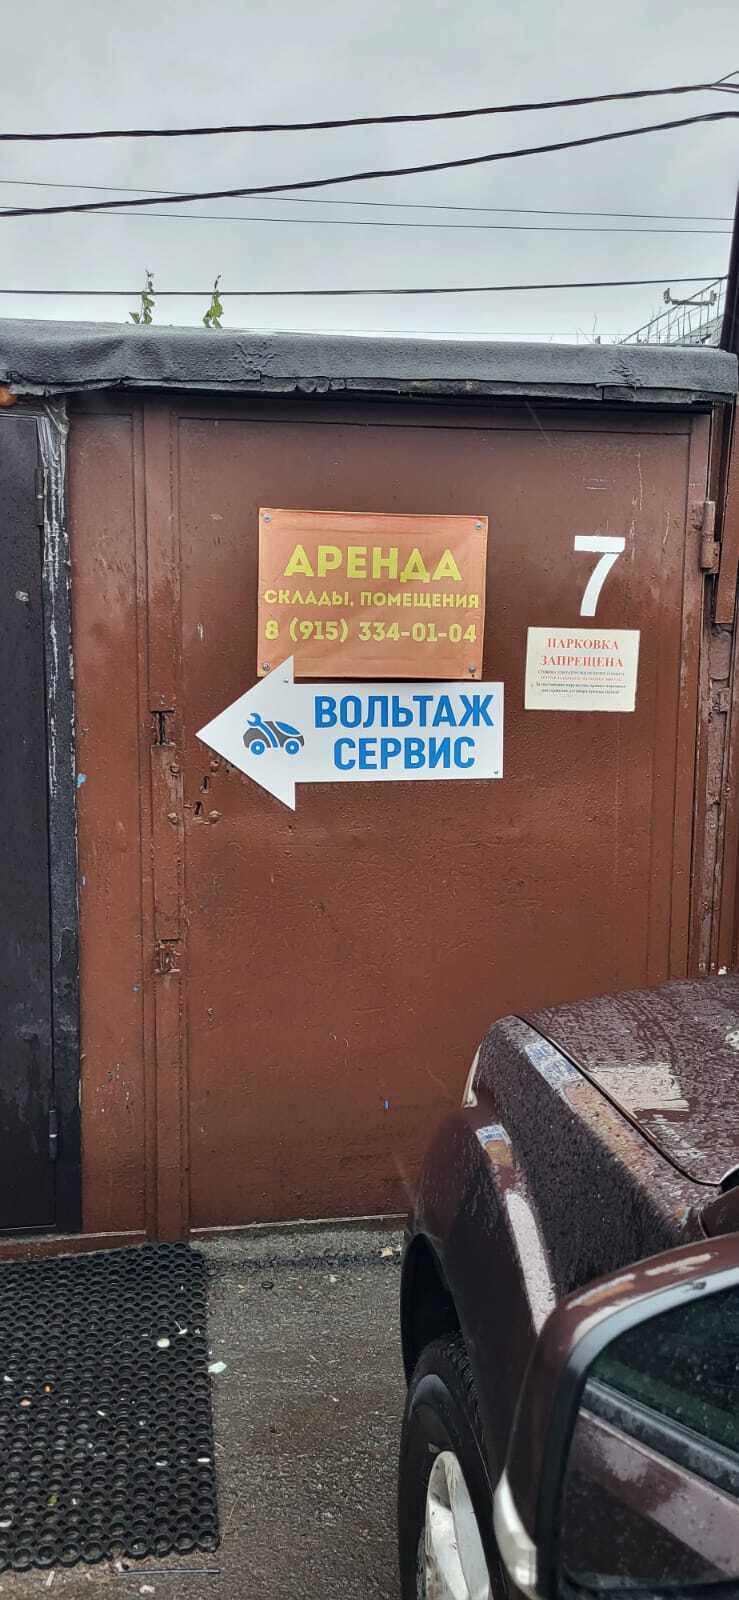 АРЕНДА
СКЛАДЫ, ПОМЕЩЕНИЯ
8 (915) 334-01-04
7
ПАРКОВКА
ЗАПРЕЩЕНА
ВОЛЬТАЖ
СЕРВИС